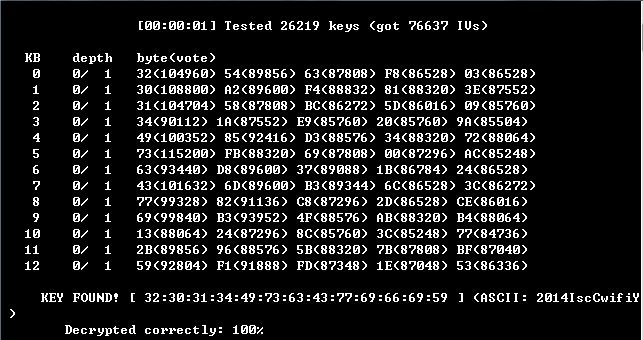 [00:00:01] Tested 26219 keys (got 76637 IVs)
KB depth byte(vote)
0 0/ 1 32(104960) 54(89856) 63(87808) F8(86528) 03(86528)
1 0/ 1 30(108800) A2(89600) F4(88832) 81(88320) 3E(87552)
2 0/ 1 31(104704) 58(87808) BC(86272) 5D(86016) 09(85760)
3 0/ 1 34(90112) 1A(87552) E9(85760) 20(85760) 9A(85504)
4 0/ 1 49(100352) 85(92416) D3(88576) 34(88320) 72(88064)
5 0/ 1 73(115200) FB(88320) 69(87808) 00(87296) AC(85248)
6 0/ 1 63(93440) D8(89600) 37(89088) 1B(86784) 24(86528)
7 0/ 1 43(101632) 6D(89600) B3(89344) 6C(86528) 3C(86272)
8 0/ 1 77(99328) 82(91136) C8(87296) 2D(86528) CE(86016)
9 0/ 1 69(99840) B3(93952) 4F(88576) AB(88320) B4(88064)
10 0/ 1 13(88064) 24(87296) 8C(85760) 3C(85248) 77(84736)
11 0/ 1 2B(89856) 96(88576) 5B(88320) 7B(87808) BF(87040)
12 0/ 1 59(92804) F1(91888) FD(87348) 1E(87048) 53(86336)
KEY FOUND! [ 32:30:31:34:49:73:63:43:77:69:66:69:59 ] (ASCII: 2014IscCwifiY
)
Decrypted correctly: 100%